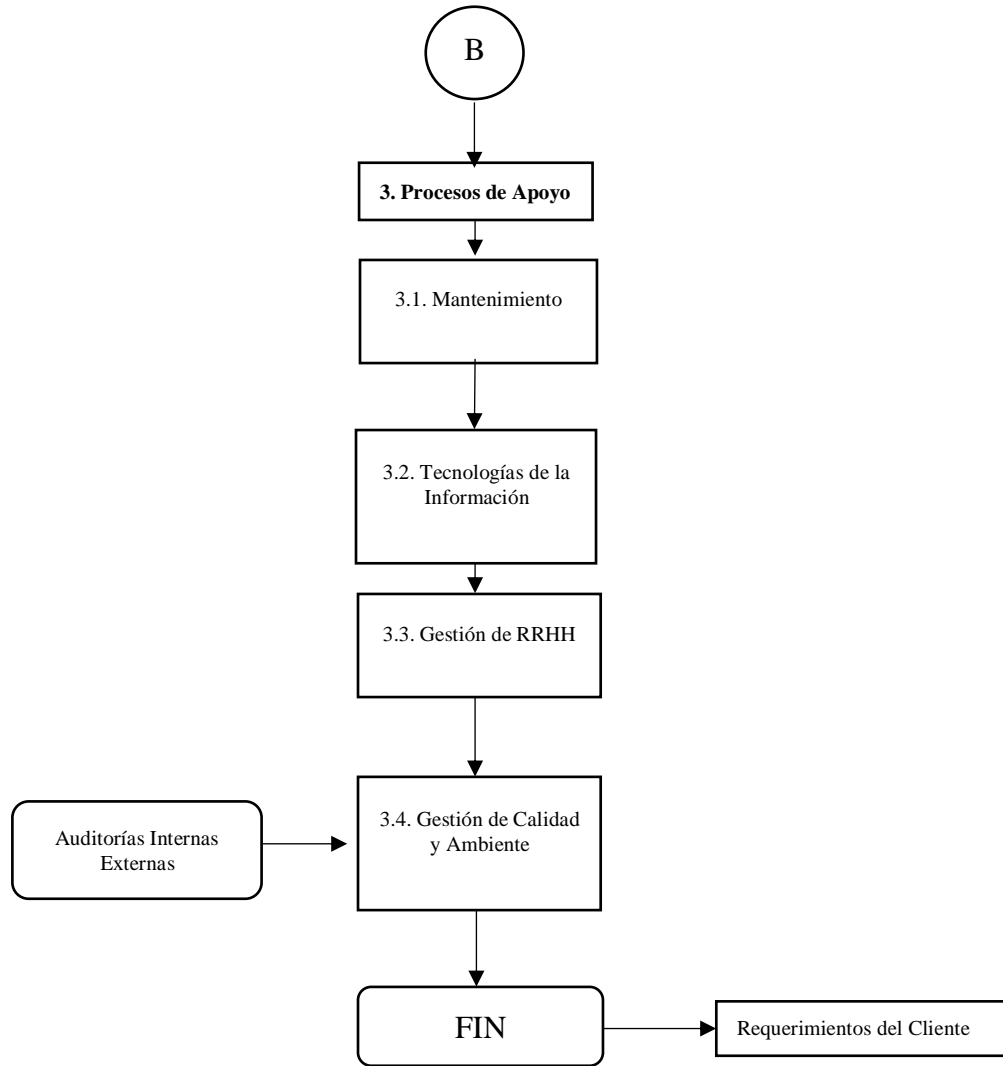 B
3. Procesos de Apoyo
3.1. Mantenimiento
3.2. Tecnologías de la
Información
3.3. Gestión de RRHH
3.4. Gestión de Calidad
y Ambiente
Auditorías Internas
Externas
FIN
Requerimientos del Cliente